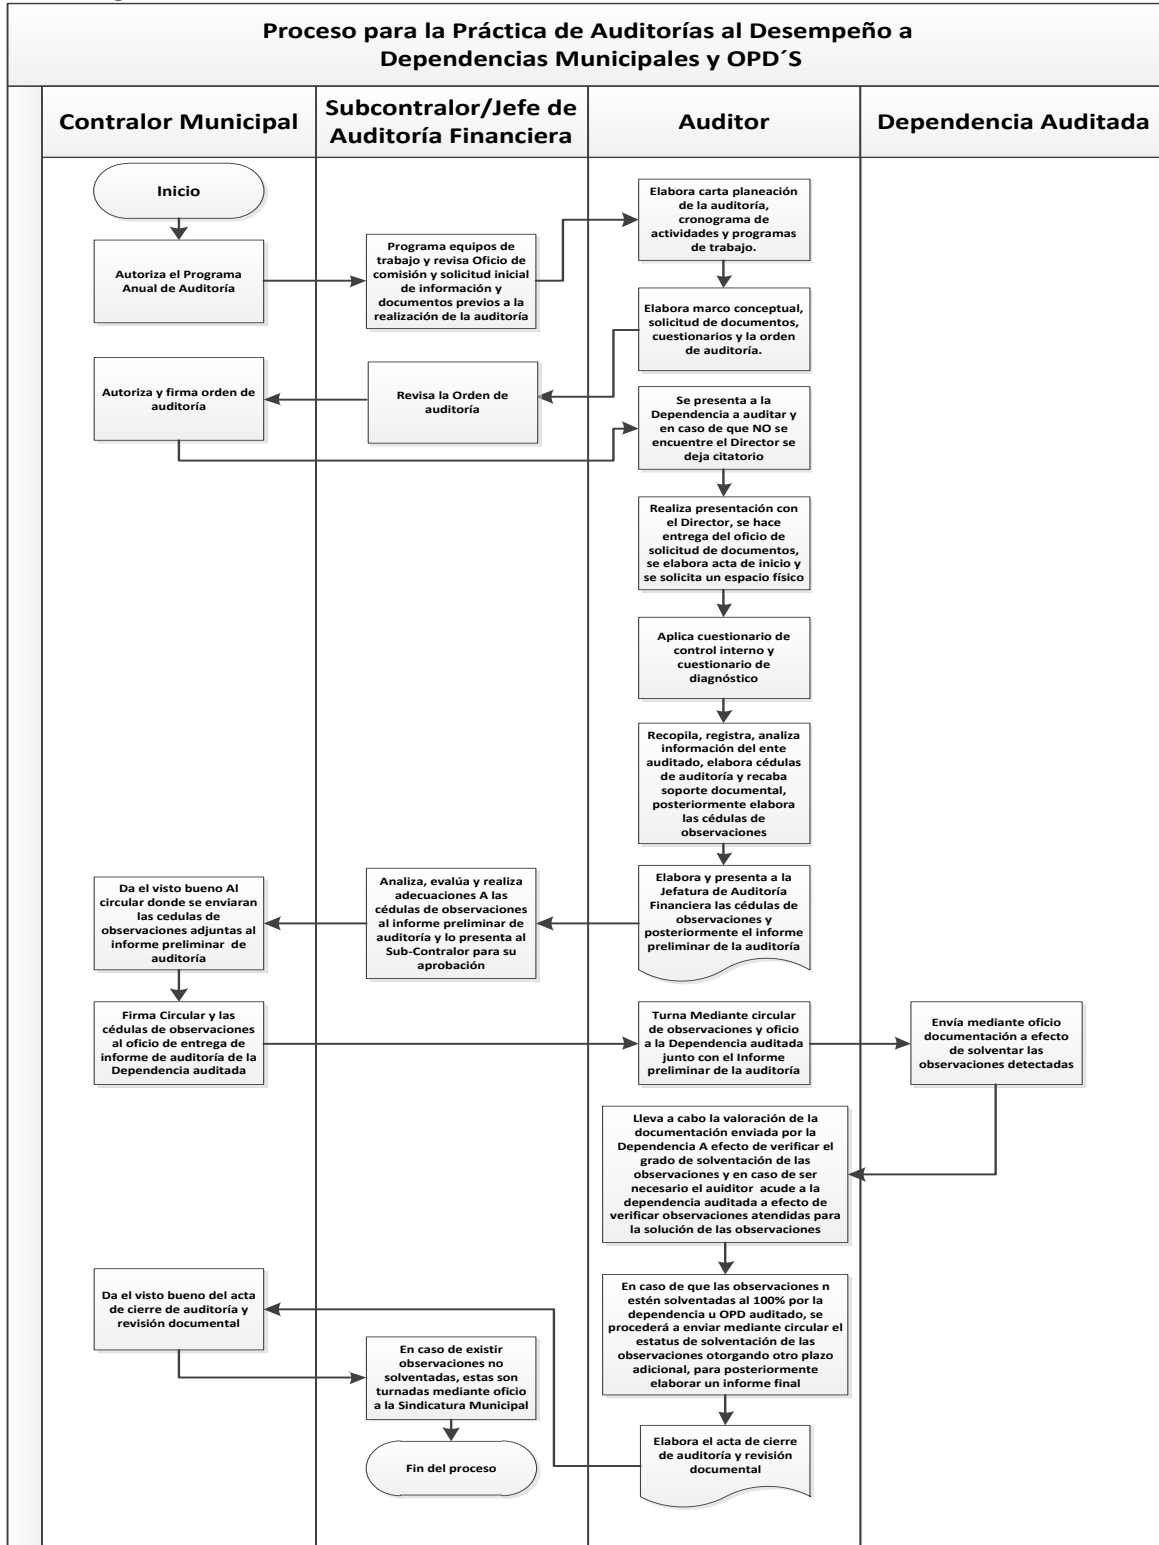 Proceso para la Práctica de Auditorías al Desempeño a
Dependencias Municipales y OPD´S
Contralor Municipal
Subcontralor/Jefe de
Auditoría Financiera
Auditor
Dependencia Auditada
Inicio
Autoriza el Programa
Anual de Auditoría
Programa equipos de
trabajo y revisa Oficio de
comisión y solicitud inicial
de información y
documentos previos a la
realización de la auditoría
Elabora carta planeación
de la auditoría,
cronograma de
actividades y programas
de trabajo.
Elabora marco conceptual,
solicitud de documentos,
cuestionarios y la orden
de auditoría.
Revisa la Orden de
auditoría
Autoriza y firma orden de
auditoría
Se presenta a la
Dependencia a auditar y
en caso de que NO se
encuentre el Director se
deja citatorio
Realiza presentación con
el Director, se hace
entrega del oficio de
solicitud de documentos,
se elabora acta de inicio y
se solicita un espacio físico
Aplica cuestionario de
control interno y
cuestionario de
diagnóstico
Recopila, registra, analiza
información del ente
auditado, elabora cédulas
de auditoría y recaba
soporte documental,
posteriormente elabora
las cédulas de
observaciones
Elabora y presenta a la
Jefatura de Auditoría
Financiera las cédulas de
observaciones y
posteriormente el informe
preliminar de la auditoría
Analiza, evalúa y realiza
adecuaciones A las
cédulas de observaciones
al informe preliminar de
auditoría y lo presenta al
Sub-Contralor para su
aprobación
Da el visto bueno Al
circular donde se enviaran
las cedulas de
observaciones adjuntas al
informe preliminar de
auditoría
Firma Circular y las
cédulas de observaciones
al oficio de entrega de
informe de auditoría de la
Dependencia auditada
Turna Mediante circular
de observaciones y oficio
a la Dependencia auditada
junto con el Informe
preliminar de la auditoría
Envía mediante oficio
documentación a efecto
de solventar las
observaciones detectadas
Lleva a cabo la valoración de la
documentación enviada por la
Dependencia A efecto de verificar el
grado de solventación de las
observaciones y en caso de ser
necesario el auiditor acude a la
dependencia auditada a efecto de
verificar observaciones atendidas para
la solución de las observaciones
En caso de que las observaciones n
estén solventadas al 100% por la
dependencia u OPD auditado, se
procederá a enviar mediante circular el
estatus de solventación de las
observaciones otorgando otro plazo
adicional, para posteriormente
elaborar un informe final
Elabora el acta de cierre
de auditoría y revisión
documental
Da el visto bueno del acta
de cierre de auditoría y
revisión documental
En caso de existir
observaciones no
solventadas, estas son
turnadas mediante oficio
a la Sindicatura Municipal
Fin del proceso